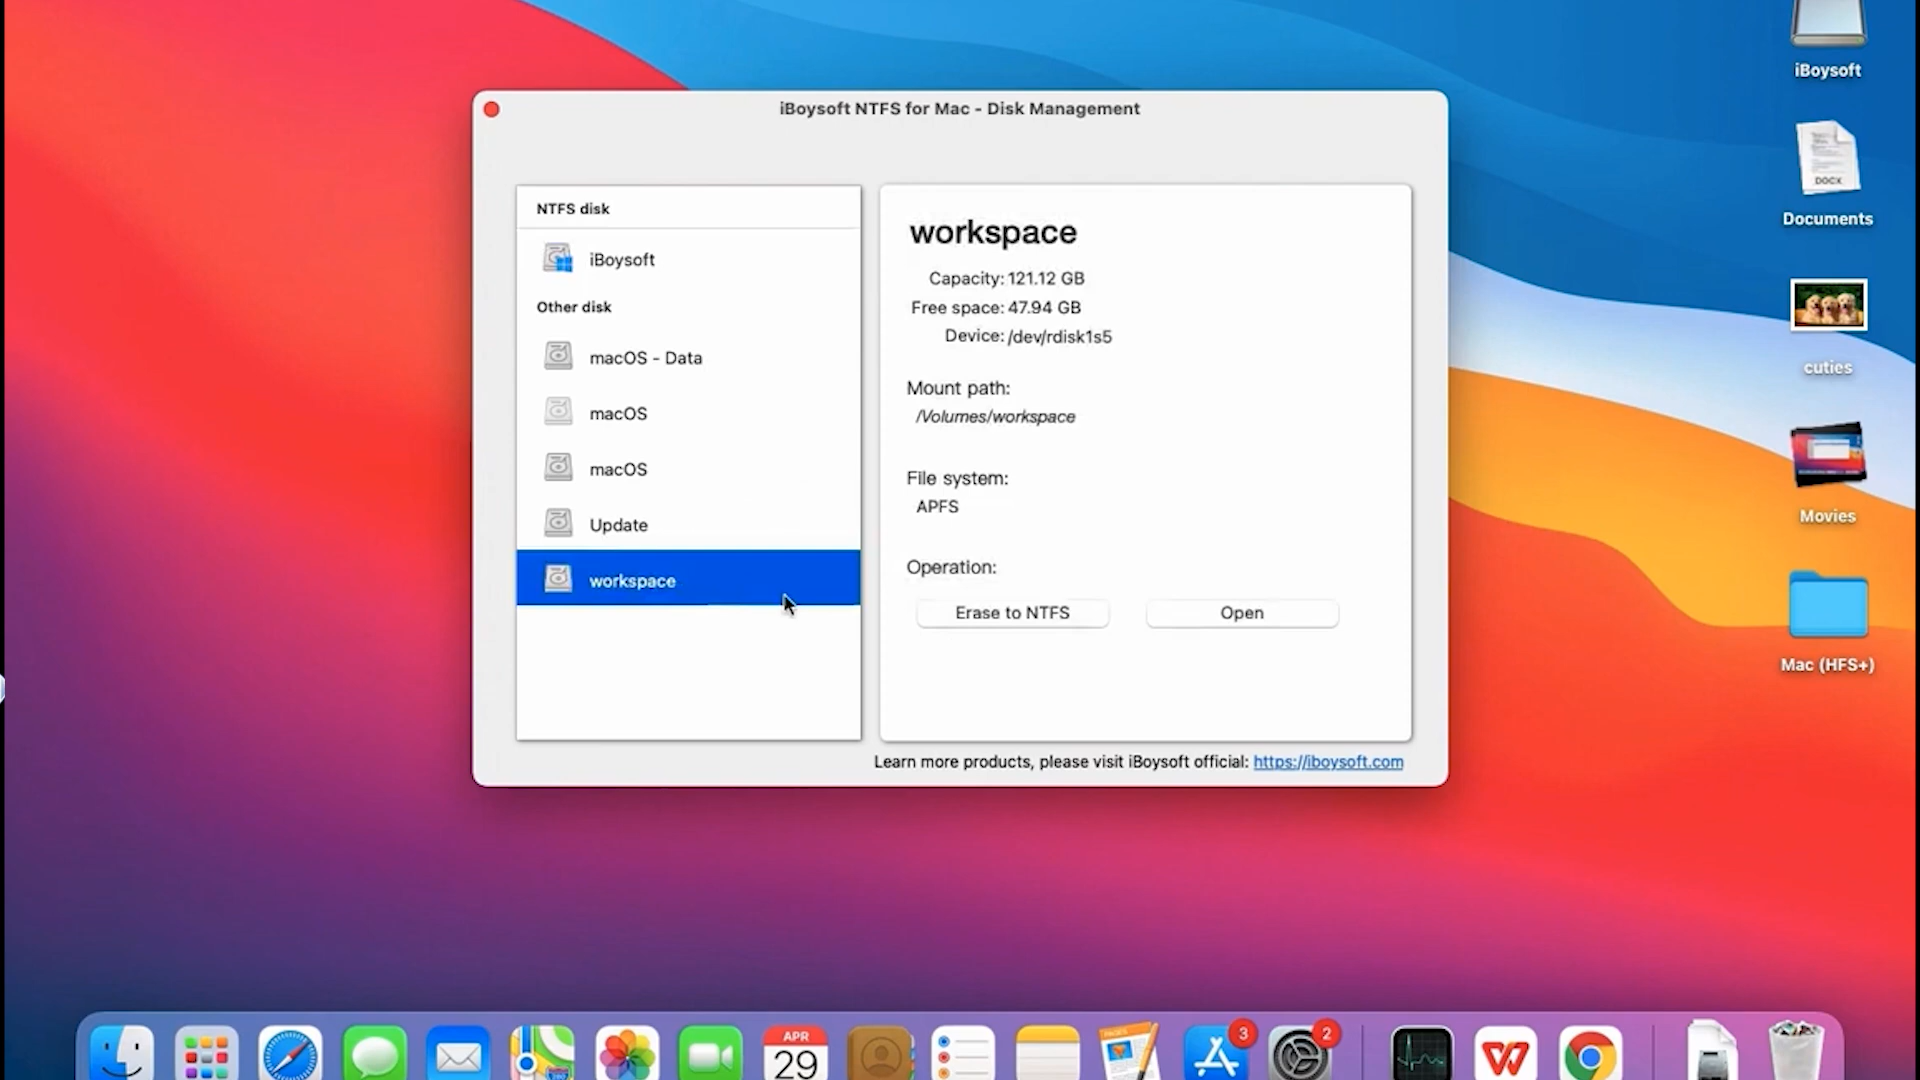 iBoysoft NTFS for Mac - Disk Management
NTFS disk
iBoysoft
Other disk
macOS - Data
macOS
macOS
Update
workspace
workspace
Capacity: 121.12 GB
Free space: 47.94 GB
Device: /dev/rdisk1s5
Mount path:
/Volumes/workspace
File system:
APFS
Operation:
Erase to NTFS
Open
Learn more products, please visit iBoysoft official: https://iboysoft.com
iBoysoft
DOCX
Documents
cuties
Movies
Mac (HFS+)
APR
29
PAGES
3
2